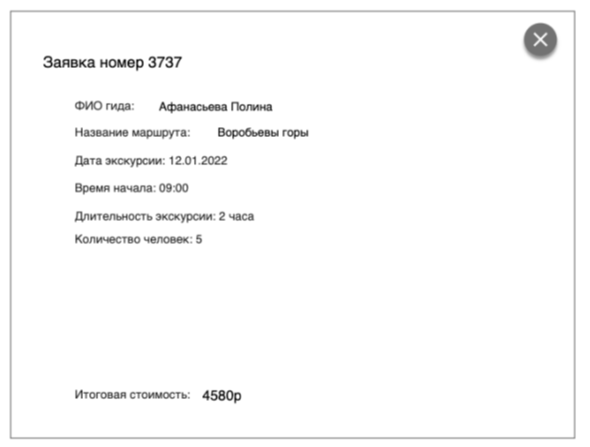 Заявка номер 3737
ФИО гида: Афанасьева Полина
Название маршрута: Воробьевы горы
Дата экскурсии: 12.01.2022
Время начала: 09:00
Длительность экскурсии: 2 часа
Количество человек: 5
Итоговая стоимость: 4580р